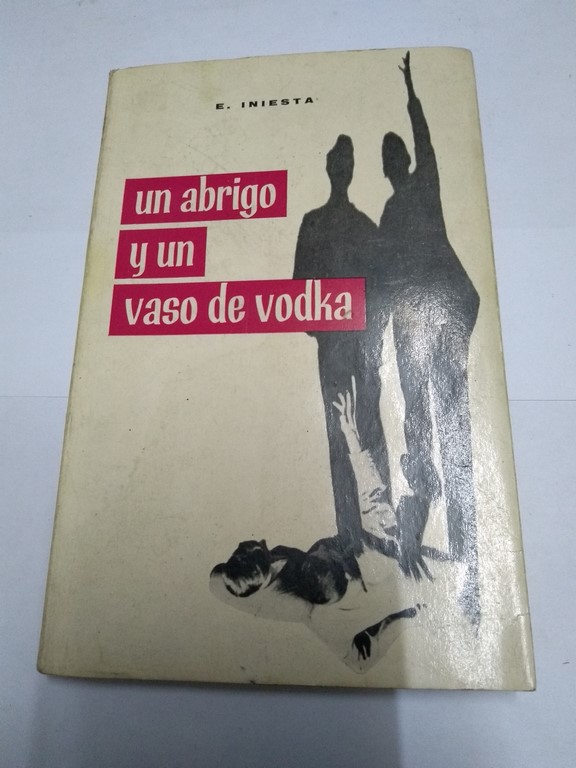 E. INIESTA
un abrigo
y un
vaso de vodka